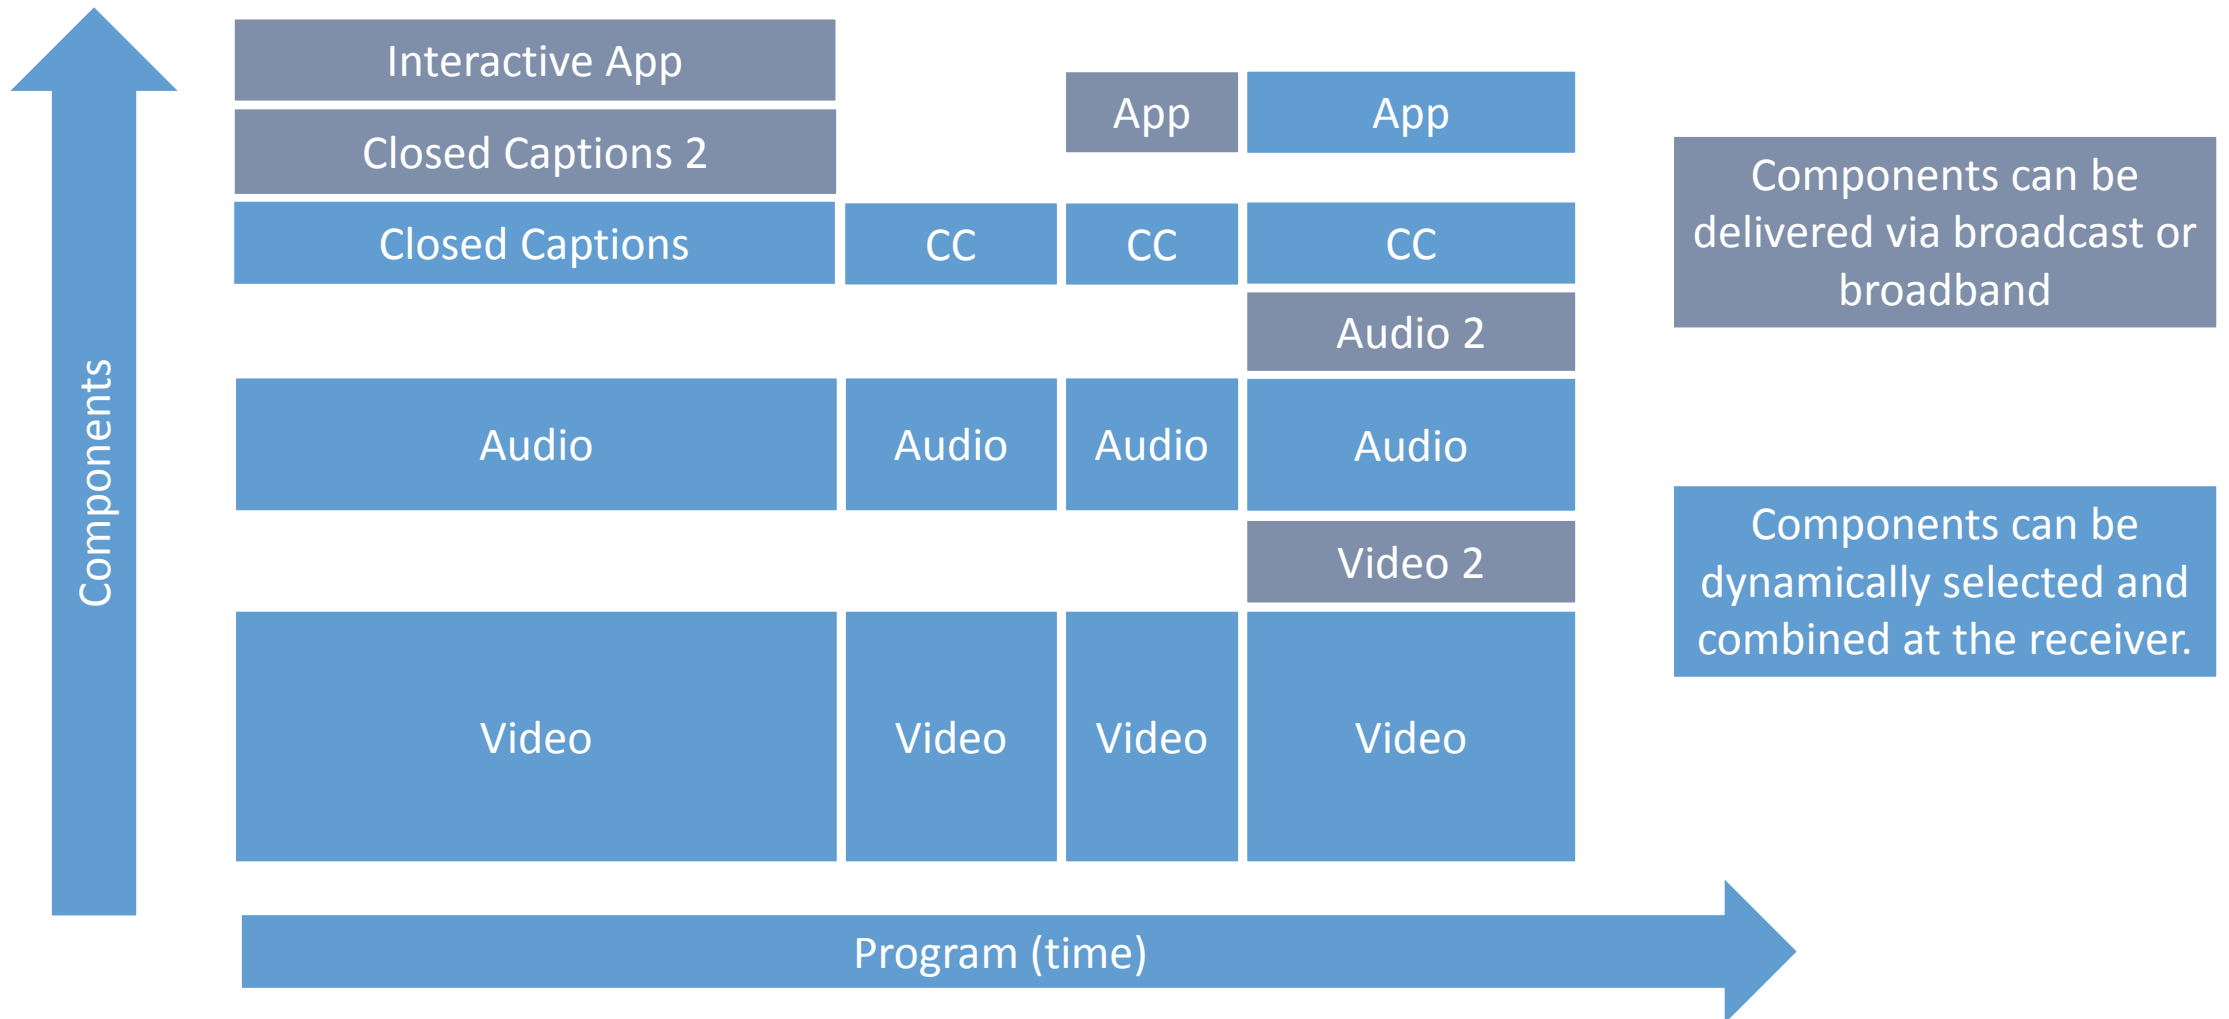 Components
Interactive App
Closed Captions 2
Closed Captions
Audio
Video
CC
Audio
Video
App
CC
Audio
Video
App
CC
Audio 2
Audio
Video 2
Video
Program (time)
Components can be
delivered via broadcast or
broadband
Components can be
dynamically selected and
combined at the receiver.